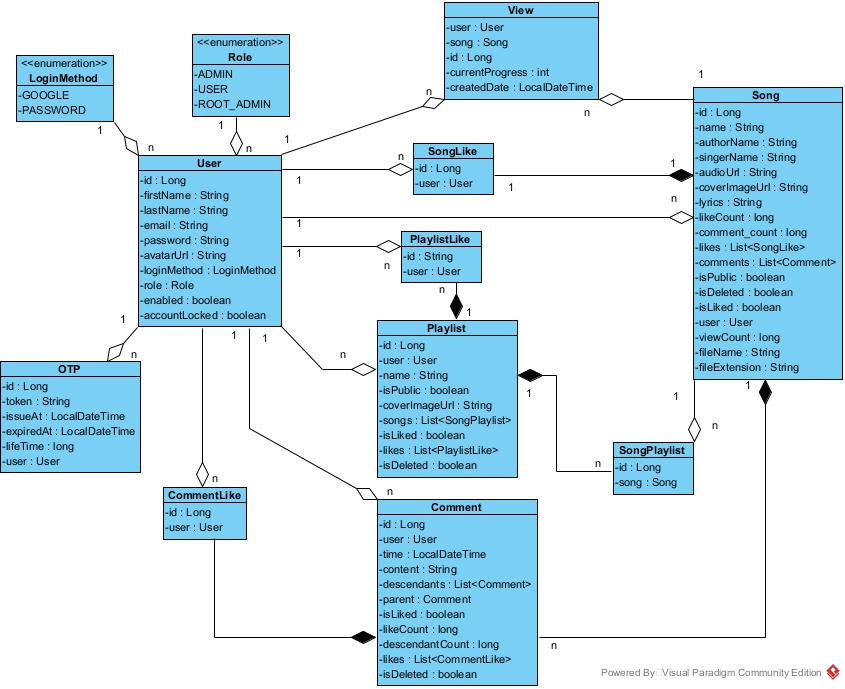 <<enumeration>>
LoginMethod
-GOOGLE
-PASSWORD
<<enumeration>>
Role
-ADMIN
-USER
-ROOT_ADMIN
View
-user : User
-song : Song
-id : Long
-currentProgress : int
-createdDate : LocalDateTime
Song
-id : Long
-name : String
-authorName : String
-singerName : String
-audioUrl : String
-coverImageUrl : String
-lyrics : String
-likeCount : long
-comment_count : long
-likes : List<SongLike>
-comments : List<Comment>
-isPublic : boolean
-isDeleted : boolean
-isLiked : boolean
-user : User
-viewCount : long
-fileName : String
-fileExtension : String
User
-id : Long
-firstName : String
-lastName : String
-email : String
-password : String
-avatarUrl : String
-loginMethod : LoginMethod
-role : Role
-enabled : boolean
-accountLocked : boolean
SongLike
-id : Long
-user : User
PlaylistLike
-id : String
-user : User
Playlist
-id : Long
-user : User
-name : String
-isPublic : boolean
-coverImageUrl : String
-songs : List<SongPlaylist>
-isLiked : boolean
-likes : List<PlaylistLike>
-isDeleted : boolean
OTP
-id : Long
-token : String
-issueAt : LocalDateTime
-expiredAt : LocalDateTime
-lifeTime : long
-user : User
SongPlaylist
-id : Long
-song : Song
CommentLike
-id : Long
-user : User
Comment
-id : Long
-user : User
-time : LocalDateTime
-content : String
-descendants : List<Comment>
-parent : Comment
-isLiked : boolean
-likeCount : long
-descendantCount : long
-likes : List<CommentLike>
-isDeleted : boolean
1
n
1
n
1
n
1
n
1
n
1
1
1
n
1
n
n
1
1
n
n
1
n
1
n
1
1
n
n
1
n
Powered By Visual Paradigm Community Edition